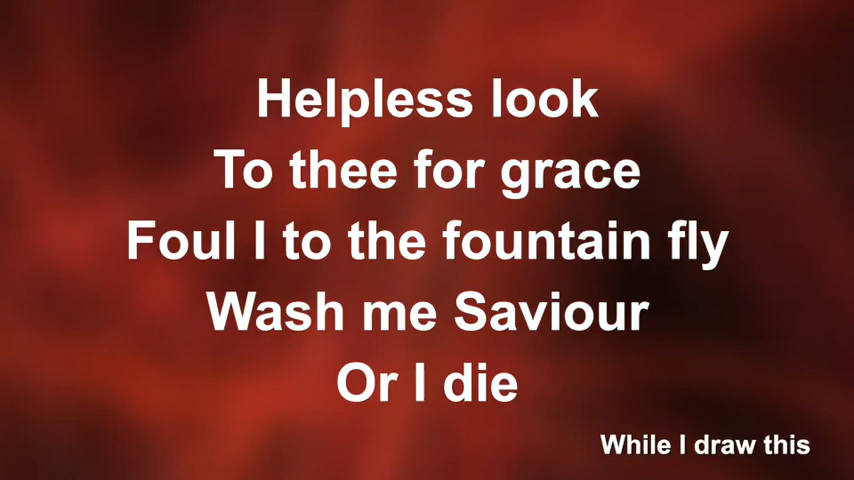 Helpless look
To thee for grace
Foul I to the fountain fly
Wash me Saviour
Or I die
While I draw this